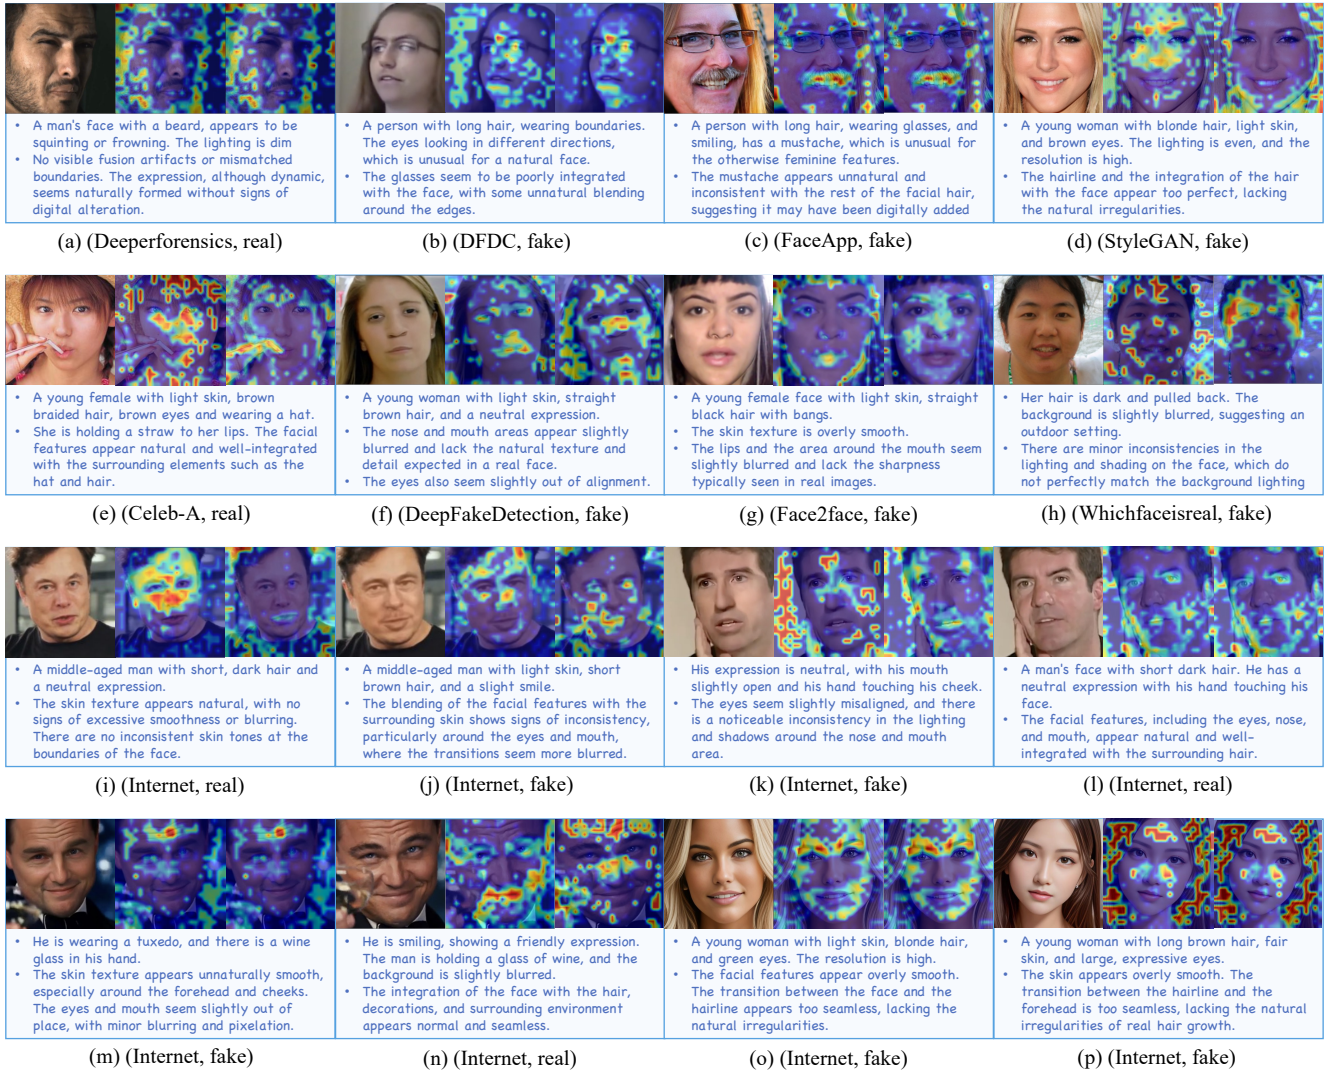 • A man's face with a beard, appears to be
squinting or frowning. The lighting is dim
• No visible fusion artifacts or mismatched
boundaries. The expression, although dynamic,
seems naturally formed without signs of
digital alteration.
(a) (Deeperforensics, real)
• A person with long hair, wearing boundaries.
The eyes looking in different directions,
which is unusual for a natural face.
• The glasses seem to be poorly integrated
with the face, with some unnatural blending
around the edges.
(b) (DFDC, fake)
• A person with long hair, wearing glasses, and
smiling, has a mustache, which is unusual for
the otherwise feminine features.
• The mustache appears unnatural and
inconsistent with the rest of the facial hair,
suggesting it may have been digitally added
(c) (FaceApp, fake)
• A young woman with blonde hair, light skin,
and brown eyes. The lighting is even, and the
resolution is high.
• The hairline and the integration of the hair
with the face appear too perfect, lacking
the natural irregularities.
(d) (StyleGAN, fake)
• A young female with light skin, brown
braided hair, brown eyes and wearing a hat.
• She is holding a straw to her lips. The facial
features appear natural and well-integrated
with the surrounding elements such as the
hat and hair.
(e) (Celeb-A, real)
• A young woman with light skin, straight
brown hair, and a neutral expression.
• The nose and mouth areas appear slightly
blurred and lack the natural texture and
detail expected in a real face.
• The eyes also seem slightly out of alignment.
(f) (DeepFakeDetection, fake)
• A young female face with light skin, straight
black hair with bangs.
• The skin texture is overly smooth.
• The lips and the area around the mouth seem
slightly blurred and lack the sharpness
typically seen in real images.
(g) (Face2face, fake)
• Her hair is dark and pulled back. The
background is slightly blurred, suggesting an
outdoor setting.
• There are minor inconsistencies in the
lighting and shading on the face, which do
not perfectly match the background lighting
(h) (Whichfaceisreal, fake)
• A middle-aged man with short, dark hair and
a neutral expression.
• The skin texture appears natural, with no
signs of excessive smoothness or blurring.
There are no inconsistent skin tones at the
boundaries of the face.
(i) (Internet, real)
• A middle-aged man with light skin, short
brown hair, and a slight smile.
• The blending of the facial features with the
surrounding skin shows signs of inconsistency,
particularly around the eyes and mouth,
where the transitions seem more blurred.
(j) (Internet, fake)
• His expression is neutral, with his mouth
slightly open and his hand touching his cheek.
• The eyes seem slightly misaligned, and there
is a noticeable inconsistency in the lighting
and shadows around the nose and mouth
area.
(k) (Internet, fake)
• A man's face with short dark hair. He has a
neutral expression with his hand touching his
face.
• The facial features, including the eyes, nose,
and mouth, appear natural and well-
integrated with the surrounding hair.
(l) (Internet, real)
• He is wearing a tuxedo, and there is a wine
glass in his hand.
• The skin texture appears unnaturally smooth,
especially around the forehead and cheeks.
The eyes and mouth seem slightly out of
place, with minor blurring and pixelation.
(m) (Internet, fake)
• He is smiling, showing a friendly expression.
The man is holding a glass of wine, and the
background is slightly blurred.
• The integration of the face with the hair,
decorations, and surrounding environment
appears normal and seamless.
(n) (Internet, real)
• A young woman with light skin, blonde hair,
and green eyes. The resolution is high.
• The facial features appear overly smooth.
The transition between the face and the
hairline appears too seamless, lacking the
natural irregularities.
(o) (Internet, fake)
• A young woman with long brown hair, fair
skin, and large, expressive eyes.
• The skin appears overly smooth. The
transition between the hairline and the
forehead is too seamless, lacking the natural
irregularities of real hair growth.
(p) (Internet, fake)